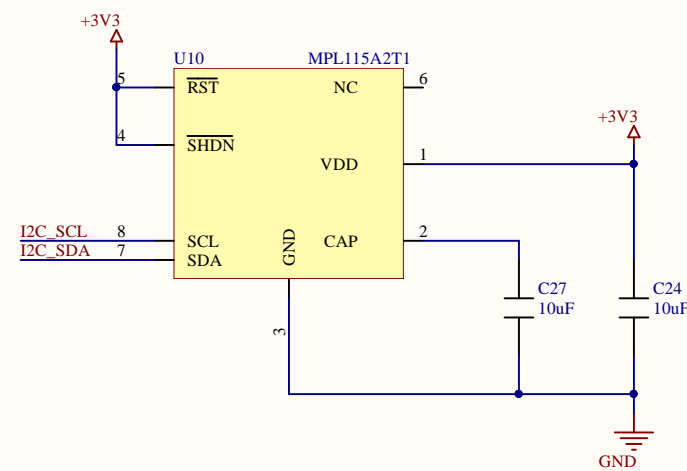 +3V3
U10 MPL115A2T1
5 RST NC 6
+3V3
4 SHDN
VDD 1
I2C_SCL 8 SCL GND CAP 2
I2C_SDA 7 SDA
C27 C24
10uF 10uF
3
GND